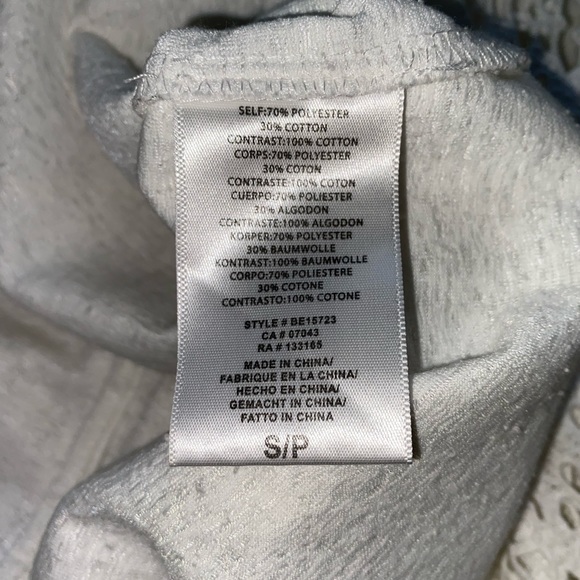 SELF:70% POLYESTER
30% COTTON
CONTRAST:100% COTTON
CORPS:70% POLYESTER
30% COTON
CONTRASTE:100% COTON
CUERPO:70% POLIESTER
30% ALGODON
CONTRASTE:100% ALGODON
KORPER:70% POLYESTER
30% BAUMWOLLE
KONTRAST:100% BAUMWOLLE
CORPO:70% POLIESTERE
30% COTONE
CONTRASTO:100% COTONE
STYLE # BE15723
CA # 07043
RA # 133165
MADE IN CHINA/
FABRIQUE EN LA CHINA/
HECHO EN CHINA/
GEMACHT IN CHINA/
FATTO IN CHINA
S/P